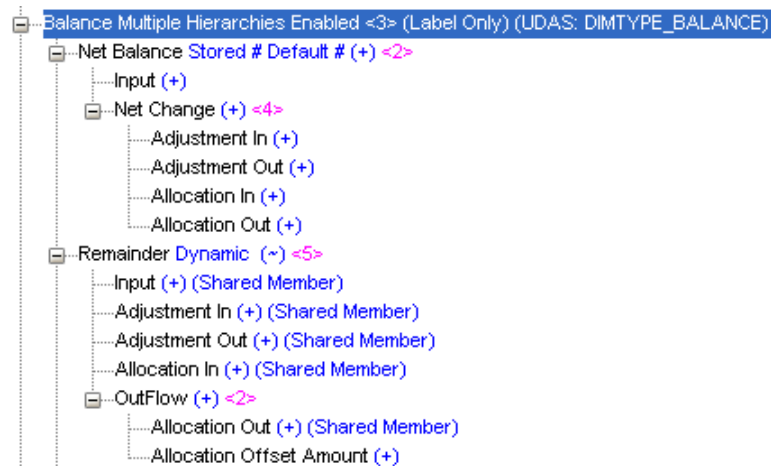 Balance Multiple Hierarchies Enabled <3> (Label Only) (UDAS: DIMTYPE_BALANCE)
Net Balance Stored # Default # (+) <2>
Input (+)
Net Change (+) <4>
Adjustment In (+)
Adjustment Out (+)
Allocation In (+)
Allocation Out (+)
Remainder Dynamic (~) <5>
Input (+) (Shared Member)
Adjustment In (+) (Shared Member)
Adjustment Out (+) (Shared Member)
Allocation In (+) (Shared Member)
OutFlow (+) <2>
Allocation Out (+) (Shared Member)
Allocation Offset Amount (+)